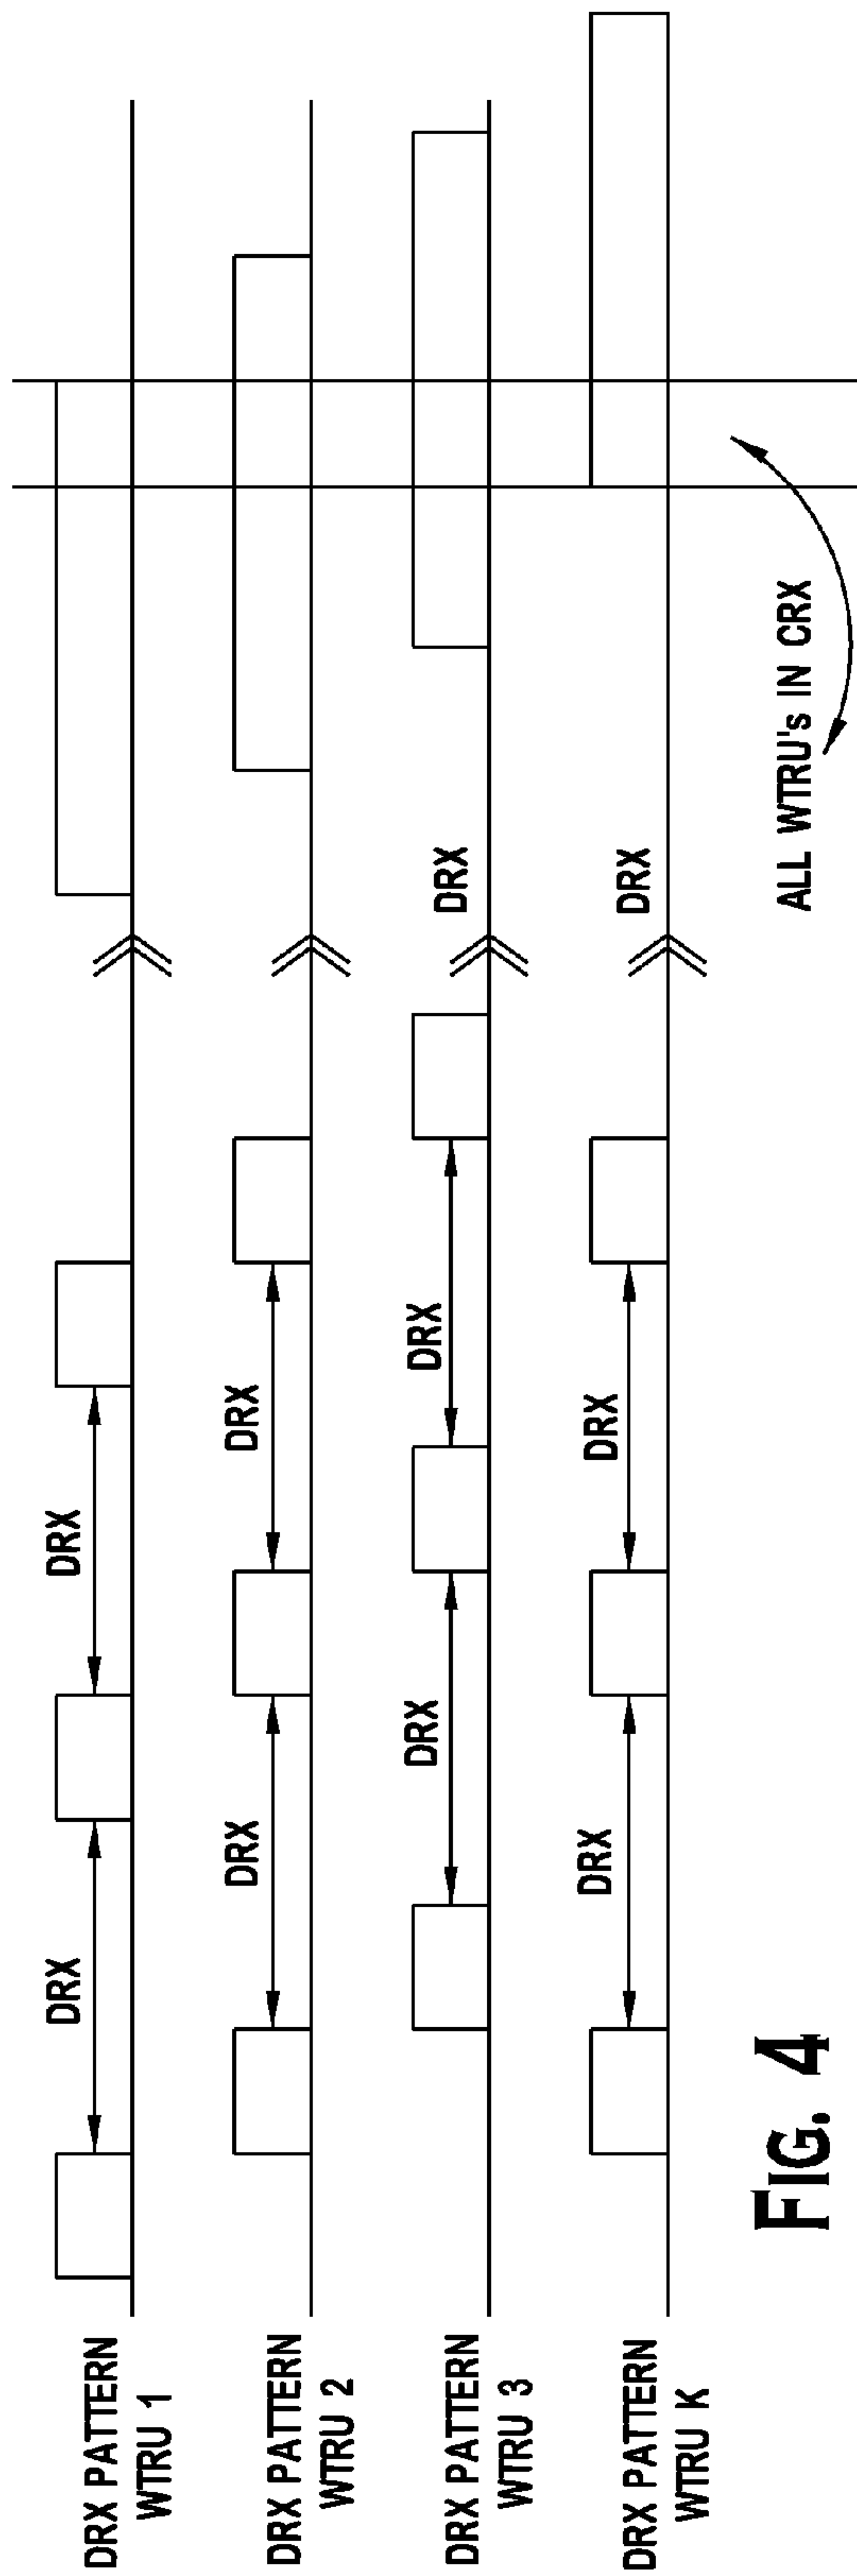 DRX PATTERN
WTRU 1
DRX
DRX
DRX PATTERN
WTRU 2
DRX
DRX
DRX PATTERN
WTRU 3
DRX
DRX
DRX
DRX PATTERN
WTRU K
DRX
DRX
DRX
ALL WTRU's IN CRX
FIG. 4